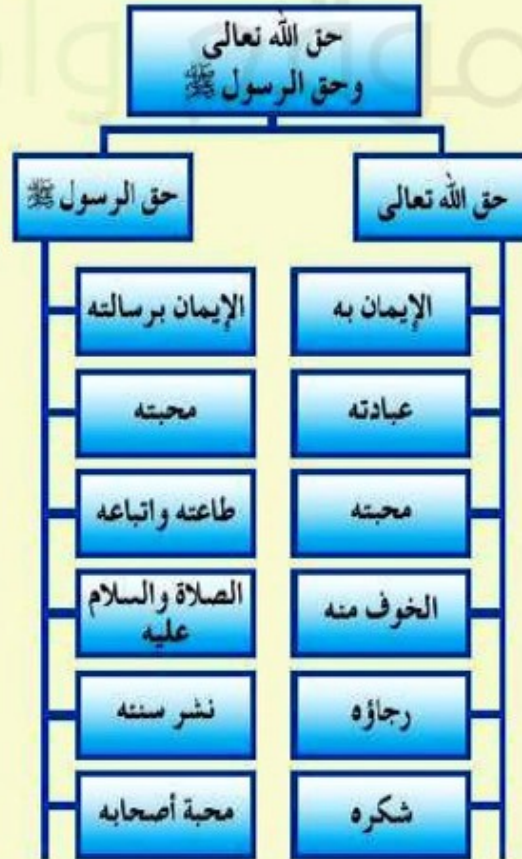 حق الله تعالى
وحق الرسول ﷺ
حق الله تعالى
الإيمان به
عبادته
محبته
الخوف منه
رجاؤه
شكره
حق الرسول ﷺ
الإيمان برسالته
محبته
طاعته واتباعه
الصلاة والسلام
عليه
نشر سنته
محبة أصحابه